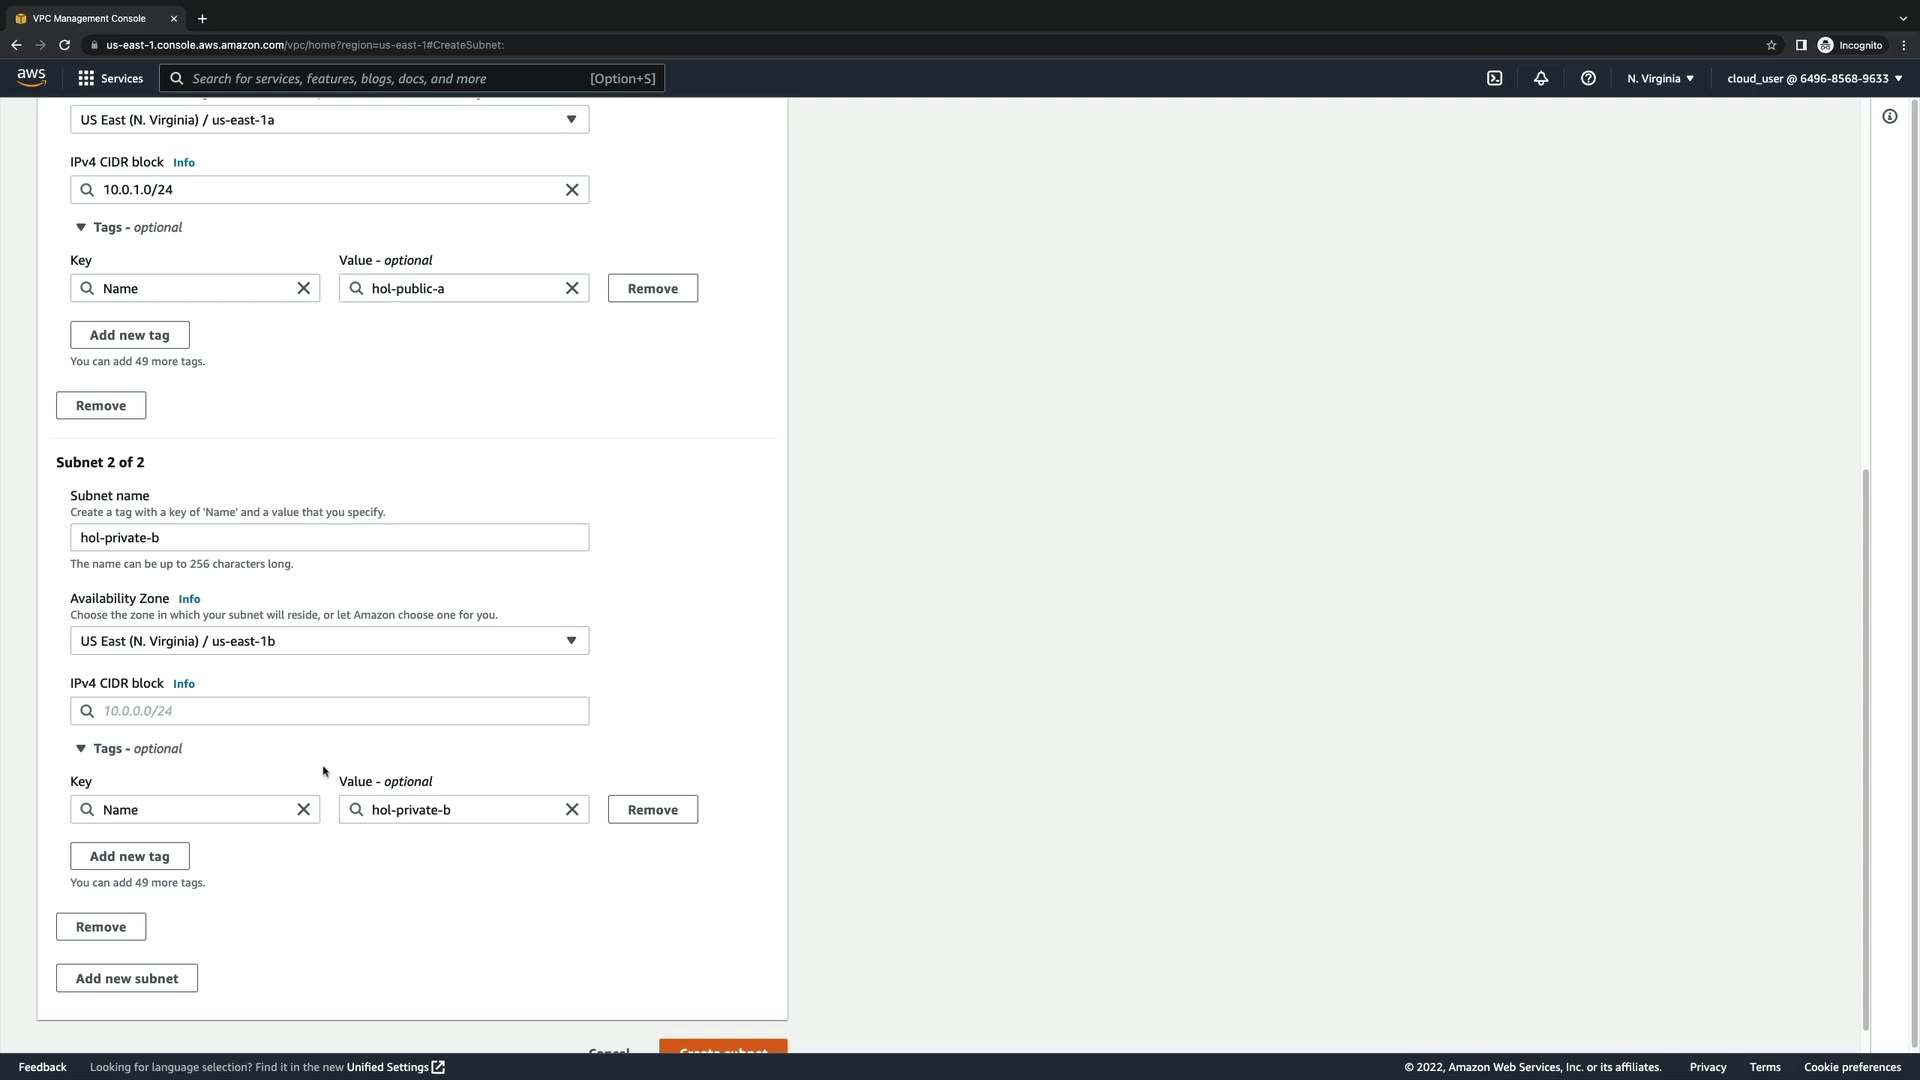 VPC Management Console
us-east-1.console.aws.amazon.com/vpc/home?region=us-east-1#CreateSubnet:
Incognito
aws
Services
Search for services, features, blogs, docs, and more
[Option+S]
N. Virginia
cloud_user @ 6496-8568-9633
US East (N. Virginia) / us-east-1a
IPv4 CIDR block Info
10.0.1.0/24
Tags - optional
Key
Value - optional
Name
hol-public-a
Remove
Add new tag
You can add 49 more tags.
Remove
Subnet 2 of 2
Subnet name
Create a tag with a key of 'Name' and a value that you specify.
hol-private-b
The name can be up to 256 characters long.
Availability Zone Info
Choose the zone in which your subnet will reside, or let Amazon choose one for you.
US East (N. Virginia) / us-east-1b
IPv4 CIDR block Info
10.0.0.0/24
Tags - optional
Key
Value - optional
Name
hol-private-b
Remove
Add new tag
You can add 49 more tags.
Remove
Add new subnet
Cancel
Create subnet
Feedback
Looking for language selection? Find it in the new Unified Settings
© 2022, Amazon Web Services, Inc. or its affiliates.
Privacy
Terms
Cookie preferences